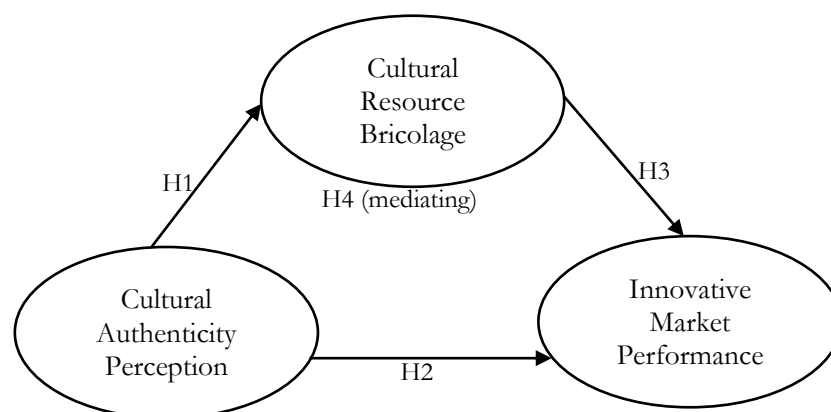 Cultural
Resource
Bricolage
H1
H3
H4 (mediating)
Cultural
Authenticity
Perception
Innovative
Market
Performance
H2